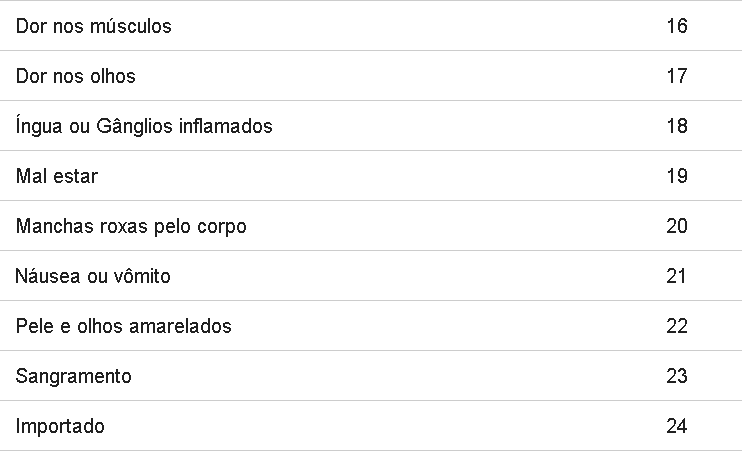 Dor nos músculos 16
Dor nos olhos 17
Íngua ou Gânglios inflamados 18
Mal estar 19
Manchas roxas pelo corpo 20
Náusea ou vômito 21
Pele e olhos amarelados 22
Sangramento 23
Importado 24